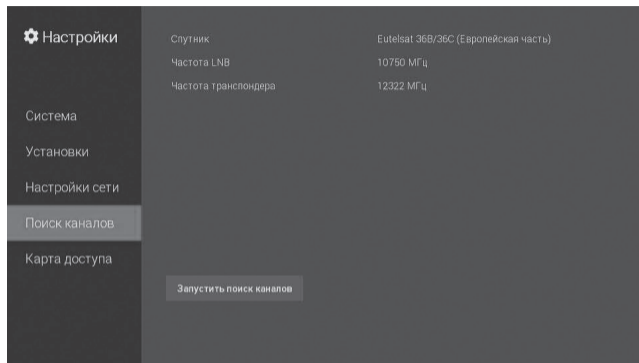 Настройки
Спутник Eutelsat 36B/36C (Европейская часть)
Частота LNB 10750 МГц
Частота транспондера 12322 МГц
Система
Установки
Настройки сети
Поиск каналов
Карта доступа
Запустить поиск каналов